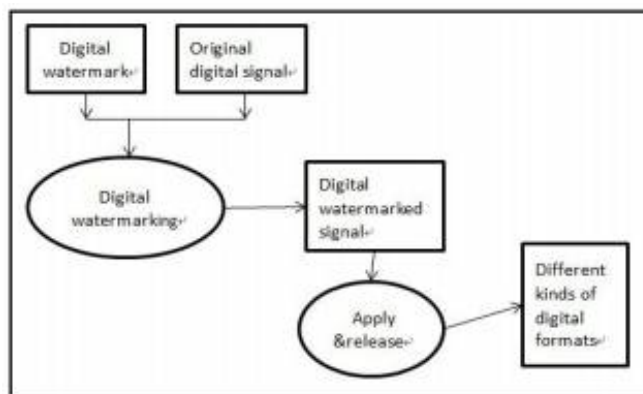 Digital
watermark
Original
digital signal
Digital
watermarking
Digital
watermarked
signal
Apply
&release
Different
kinds of
digital
formats